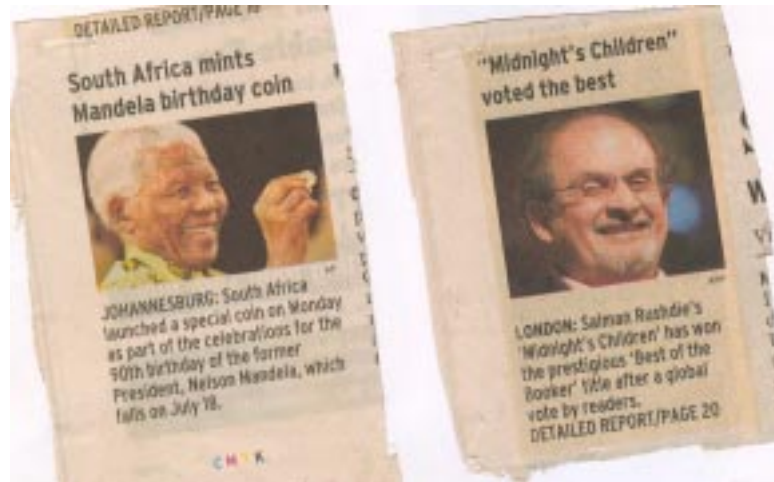 DETAILED REPORT/PAGE
South Africa mints
Mandela birthday coin
JOHANNESBURG: South Africa
launched a special coin on Monday
as part of the celebrations for the
90th birthday of the former
President, Nelson Mandela, which
falls on July 18.
C M Y K
"Midnight's Children"
voted the best
LONDON: Salman Rushdie's
'Midnight's Children' has won
the prestigious 'Best of the
Booker' title after a global
vote by readers.
DETAILED REPORT/PAGE 20